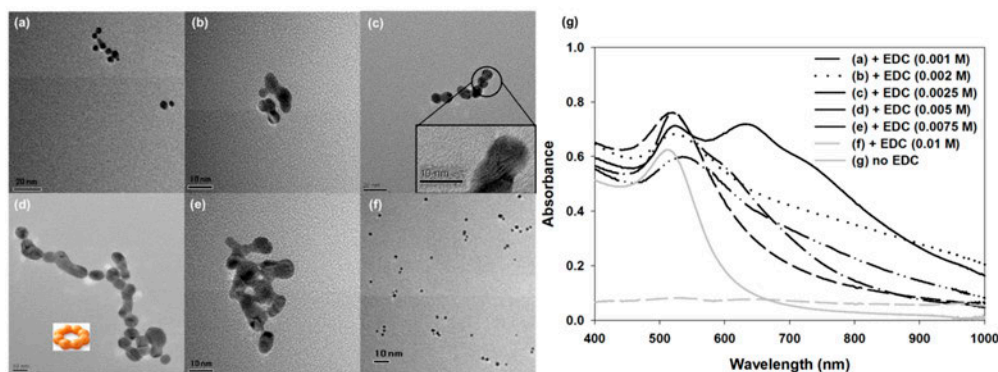 (a)
20 nm
(b)
10 nm
(c)
10 nm
(d)
(e)
10 nm
(f)
10 nm
(g)
1.0
0.8
0.6
0.4
0.2
0.0
Absorbance
400 500 600 700 800 900 1000
Wavelength (nm)
(a) + EDC (0.001 M)
(b) + EDC (0.002 M)
(c) + EDC (0.0025 M)
(d) + EDC (0.005 M)
(e) + EDC (0.0075 M)
(f) + EDC (0.01 M)
(g) no EDC